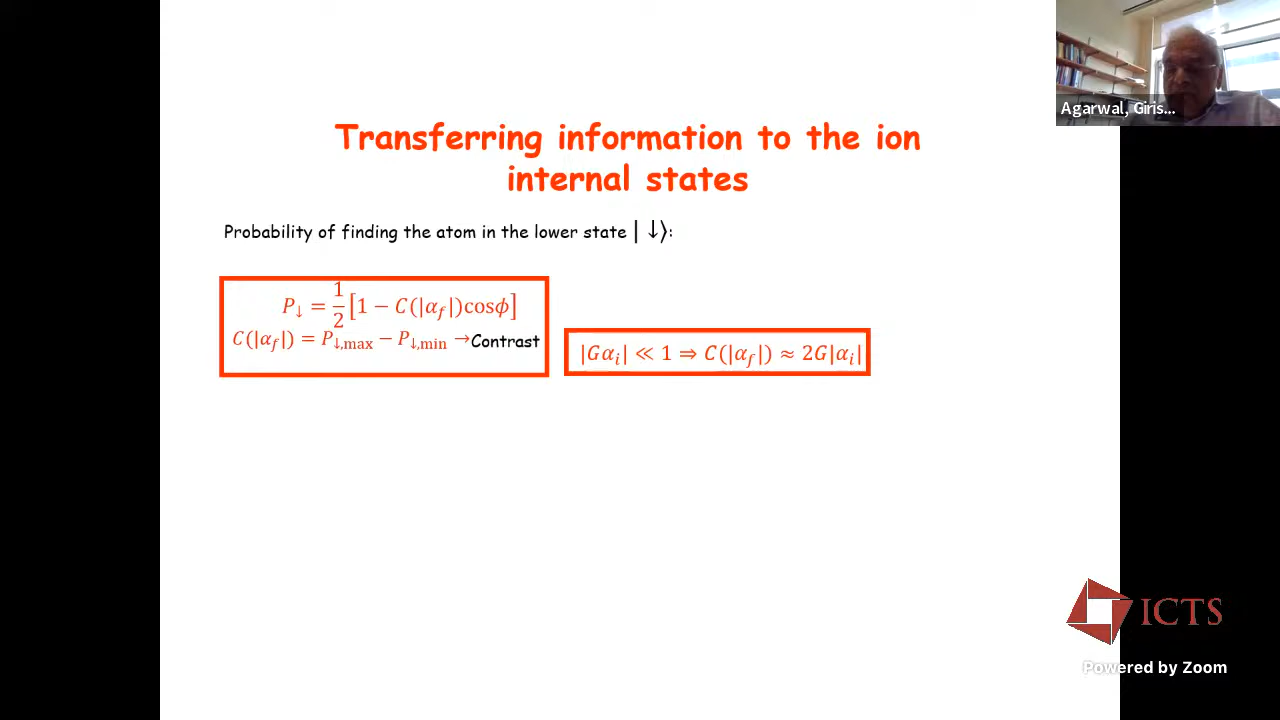 Agarwal, Giris...
Transferring information to the ion
internal states
Probability of finding the atom in the lower state | ↓⟩:
P↓ = 1/2 [1 − C(|αf|)cosϕ]
C(|αf|) = P↓,max − P↓,min → Contrast
|Gαi| ≪ 1 ⇒ C(|αf|) ≈ 2G|αi|
ICTS
Powered by Zoom